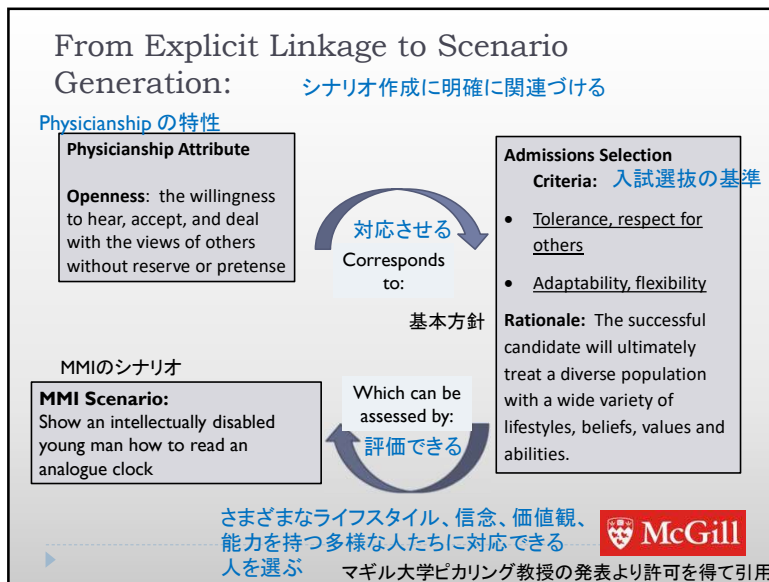 From Explicit Linkage to Scenario
Generation:
シナリオ作成に明確に関連づける
Physicianship の特性
Physicianship Attribute
Openness: the willingness
to hear, accept, and deal
with the views of others
without reserve or pretense
対応させる
Corresponds
to:
Admissions Selection
Criteria:
入試選抜の基準
• Tolerance, respect for
others
• Adaptability, flexibility
基本方針
Rationale: The successful
candidate will ultimately
treat a diverse population
with a wide variety of
lifestyles, beliefs, values and
abilities.
Which can be
assessed by:
評価できる
MMIのシナリオ
MMI Scenario:
Show an intellectually disabled
young man how to read an
analogue clock
さまざまなライフスタイル、信念、価値観、
能力を持つ多様な人たちに対応できる
人を選ぶ
McGill
マギル大学ピカリング教授の発表より許可を得て引用